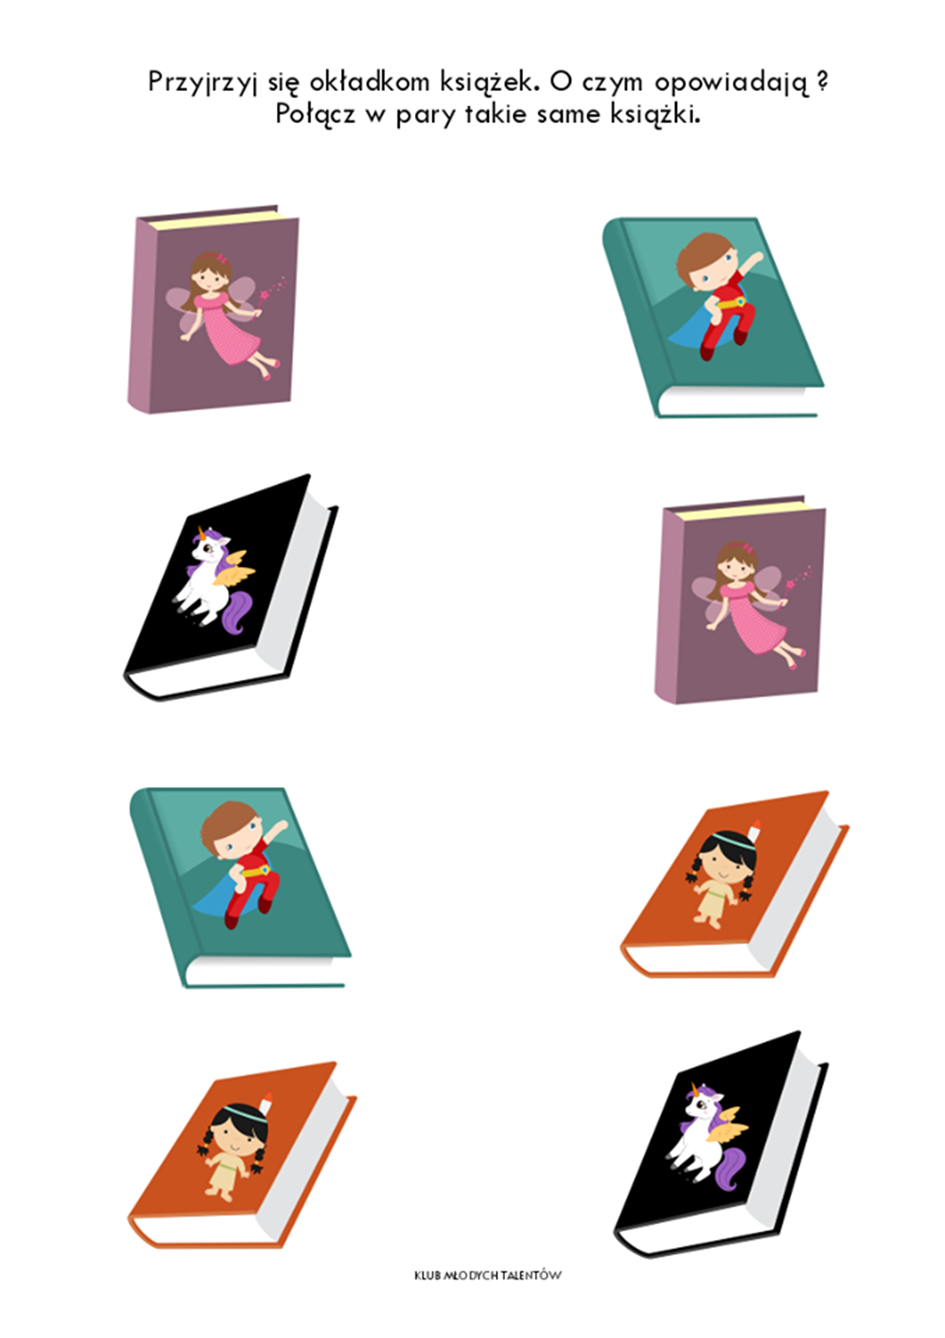 Przyjrzyj się okładkom książek. O czym opowiadają ?
Połącz w pary takie same książki.
KLUB MŁODYCH TALENTÓW